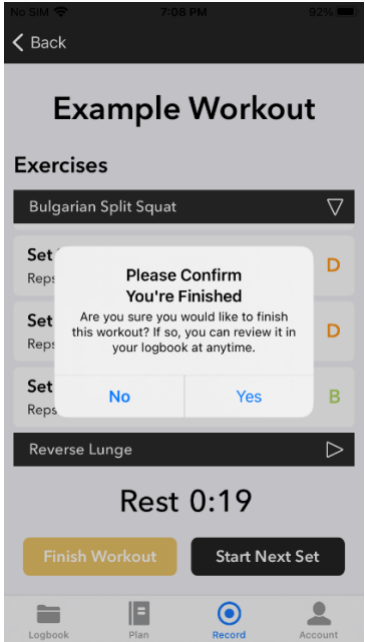 No SIM 7:08 PM 92%
Back
Example Workout
Exercises
Bulgarian Split Squat
Set
Reps
D
Set
Reps
D
Set
Reps
B
Please Confirm
You're Finished
Are you sure you would like to finish
this workout? If so, you can review it in
your logbook at anytime.
No Yes
Reverse Lunge
Rest 0:19
Finish Workout Start Next Set
Logbook Plan Record Account